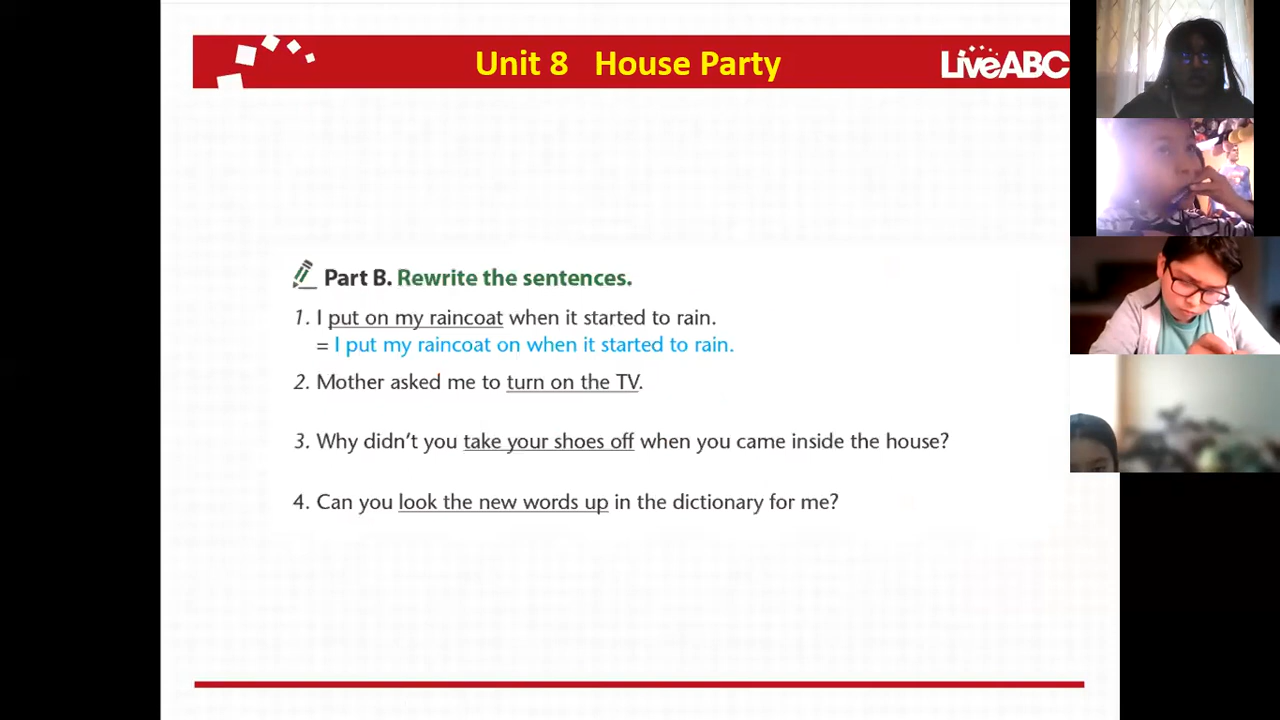 Unit 8 House Party
LiveABC
Part B. Rewrite the sentences.
1. I put on my raincoat when it started to rain.
= I put my raincoat on when it started to rain.
2. Mother asked me to turn on the TV.
3. Why didn't you take your shoes off when you came inside the house?
4. Can you look the new words up in the dictionary for me?